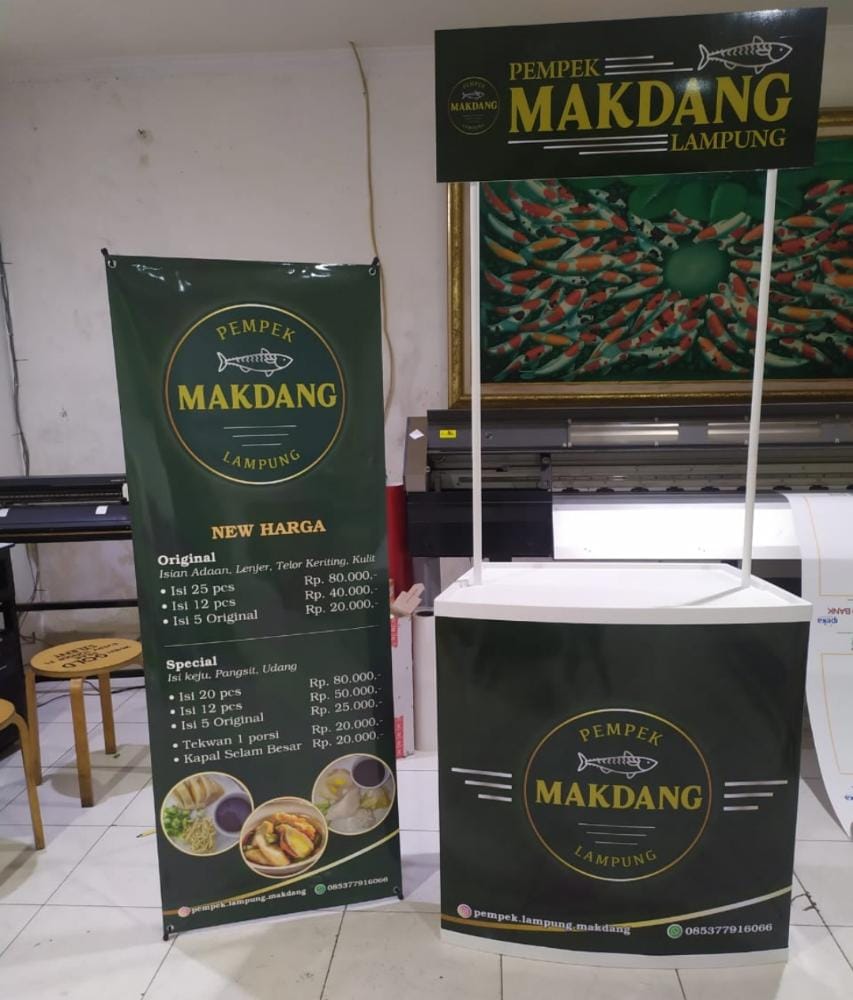 PEMPEK
MAKDANG
LAMPUNG
PEMPEK
MAKDANG
LAMPUNG
PEMPEK
MAKDANG
LAMPUNG
NEW HARGA
Original
Isian Adaan, Lenjer, Telor Keriting, Kulit
• Isi 25 pcs Rp. 80.000,-
• Isi 12 pcs Rp. 40.000,-
• Isi 5 Original Rp. 20.000,-
Special
Isi keju, Pangsit, Udang
• Isi 20 pcs Rp. 80.000,-
• Isi 12 pcs Rp. 50.000,-
• Isi 5 Original Rp. 25.000,-
• Tekwan 1 porsi Rp. 20.000,-
• Kapal Selam Besar Rp. 20.000,-
pempek.lampung.makdang 085377916066
PEMPEK
MAKDANG
LAMPUNG
pempek.lampung.makdang 085377916066
BANK